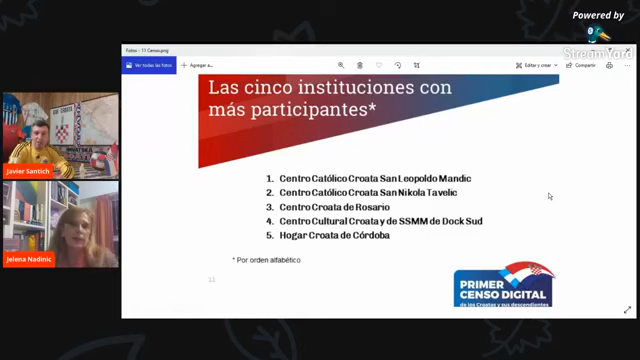 Powered by
StreamYard
Fotos - 11 Censo.png
Ver todas las fotos
Agregar a...
Editar y crear
Compartir
Las cinco instituciones con
más participantes*
1. Centro Católico Croata San Leopoldo Mandic
2. Centro Católico Croata San Nikola Tavelic
3. Centro Croata de Rosario
4. Centro Cultural Croata y de SSMM de Dock Sud
5. Hogar Croata de Córdoba
* Por orden alfabético
11
PRIMER
CENSO DIGITAL
de los Croatas y sus descendientes
Javier Santich
Jelena Nadinic